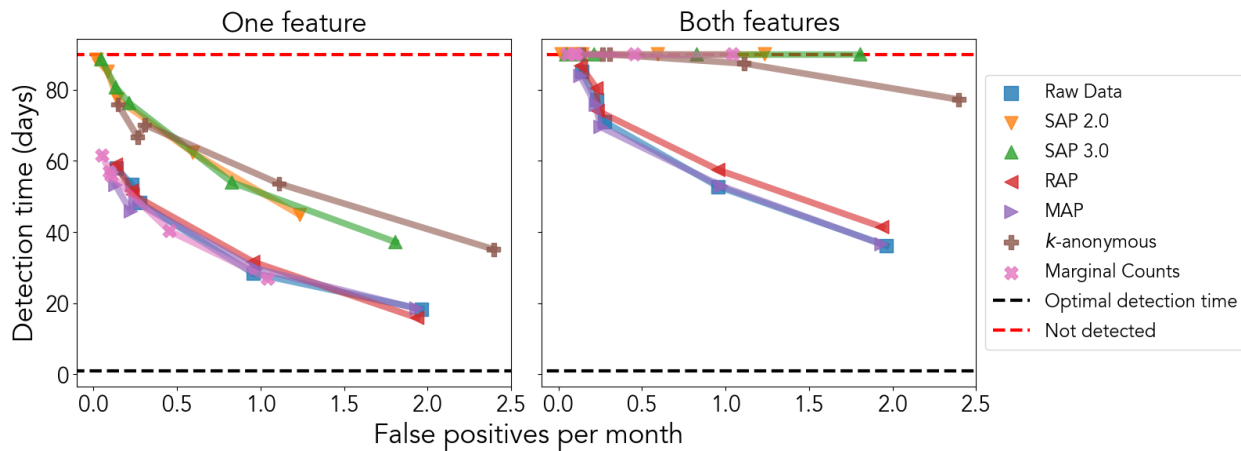 One feature
Both features
Detection time (days)
80
60
40
20
0
0.0 0.5 1.0 1.5 2.0 2.5
0.0 0.5 1.0 1.5 2.0 2.5
False positives per month
Raw Data
SAP 2.0
SAP 3.0
RAP
MAP
k-anonymous
Marginal Counts
Optimal detection time
Not detected